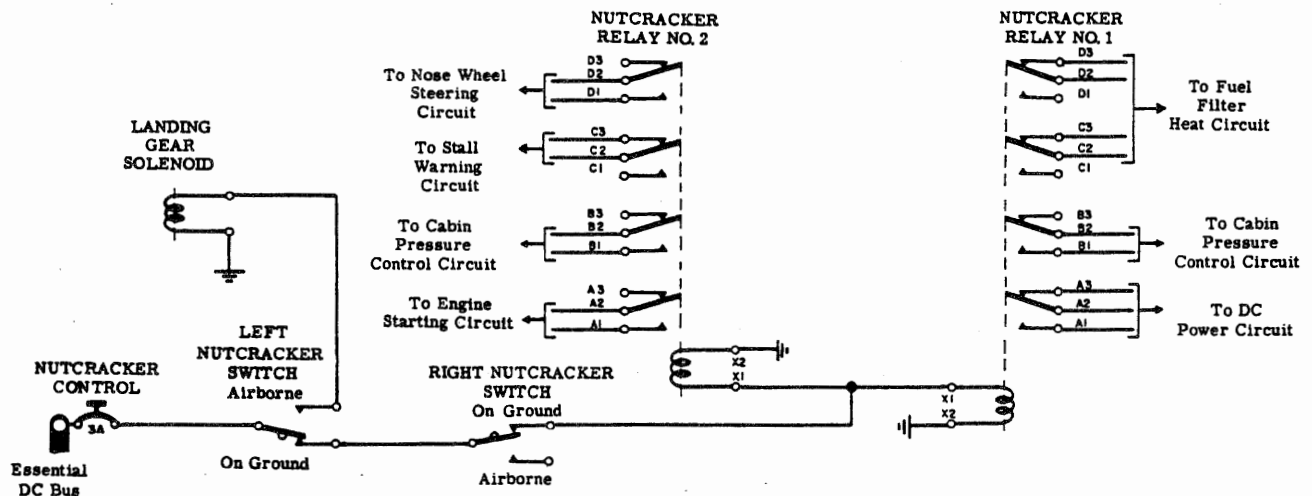 NUTCRACKER
RELAY NO. 2
D3
D2
D1
To Nose Wheel
Steering
Circuit
C3
C2
C1
To Stall
Warning
Circuit
B3
B2
B1
To Cabin
Pressure
Control Circuit
A3
A2
A1
To Engine
Starting Circuit
X2
X1
NUTCRACKER
RELAY NO. 1
D3
D2
D1
C3
C2
C1
To Fuel
Filter
Heat Circuit
B3
B2
B1
To Cabin
Pressure
Control Circuit
A3
A2
A1
To DC
Power Circuit
X1
X2
LANDING
GEAR
SOLENOID
LEFT
NUTCRACKER
SWITCH
Airborne
On Ground
NUTCRACKER
CONTROL
3A
Essential
DC Bus
RIGHT NUTCRACKER
SWITCH
On Ground
Airborne